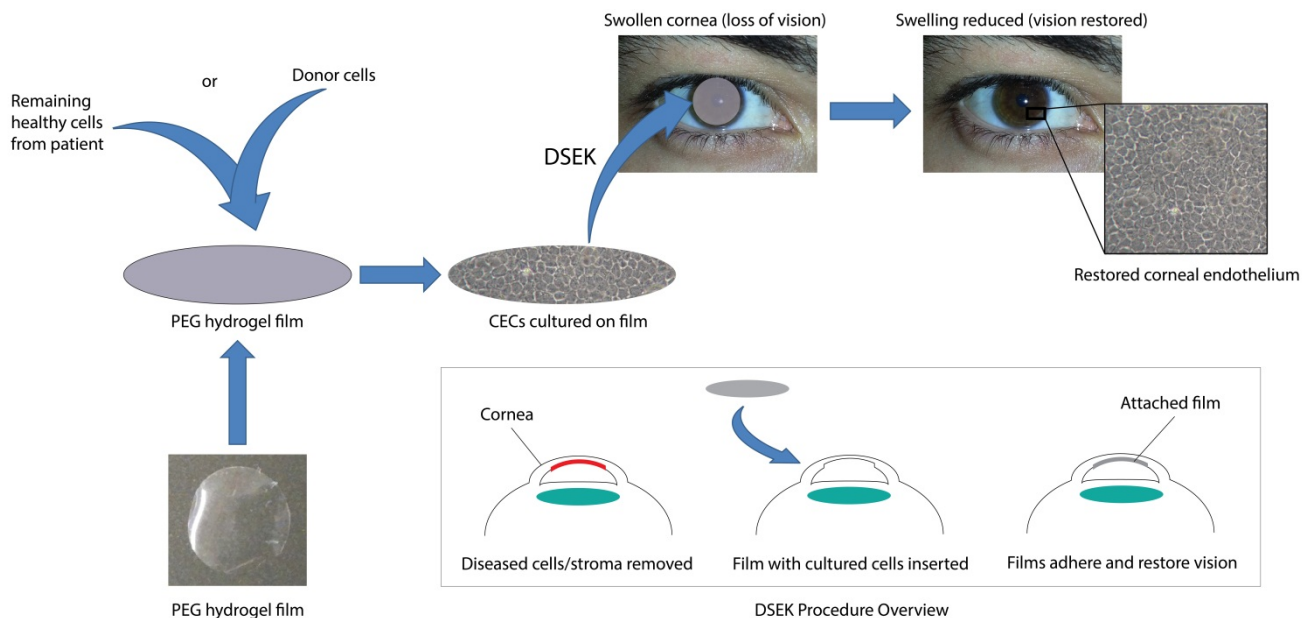 Swollen cornea (loss of vision)
Swelling reduced (vision restored)
or
Donor cells
Remaining
healthy cells
from patient
DSEK
Restored corneal endothelium
PEG hydrogel film
CECs cultured on film
Cornea
Attached film
Diseased cells/stroma removed
Film with cultured cells inserted
Films adhere and restore vision
PEG hydrogel film
DSEK Procedure Overview